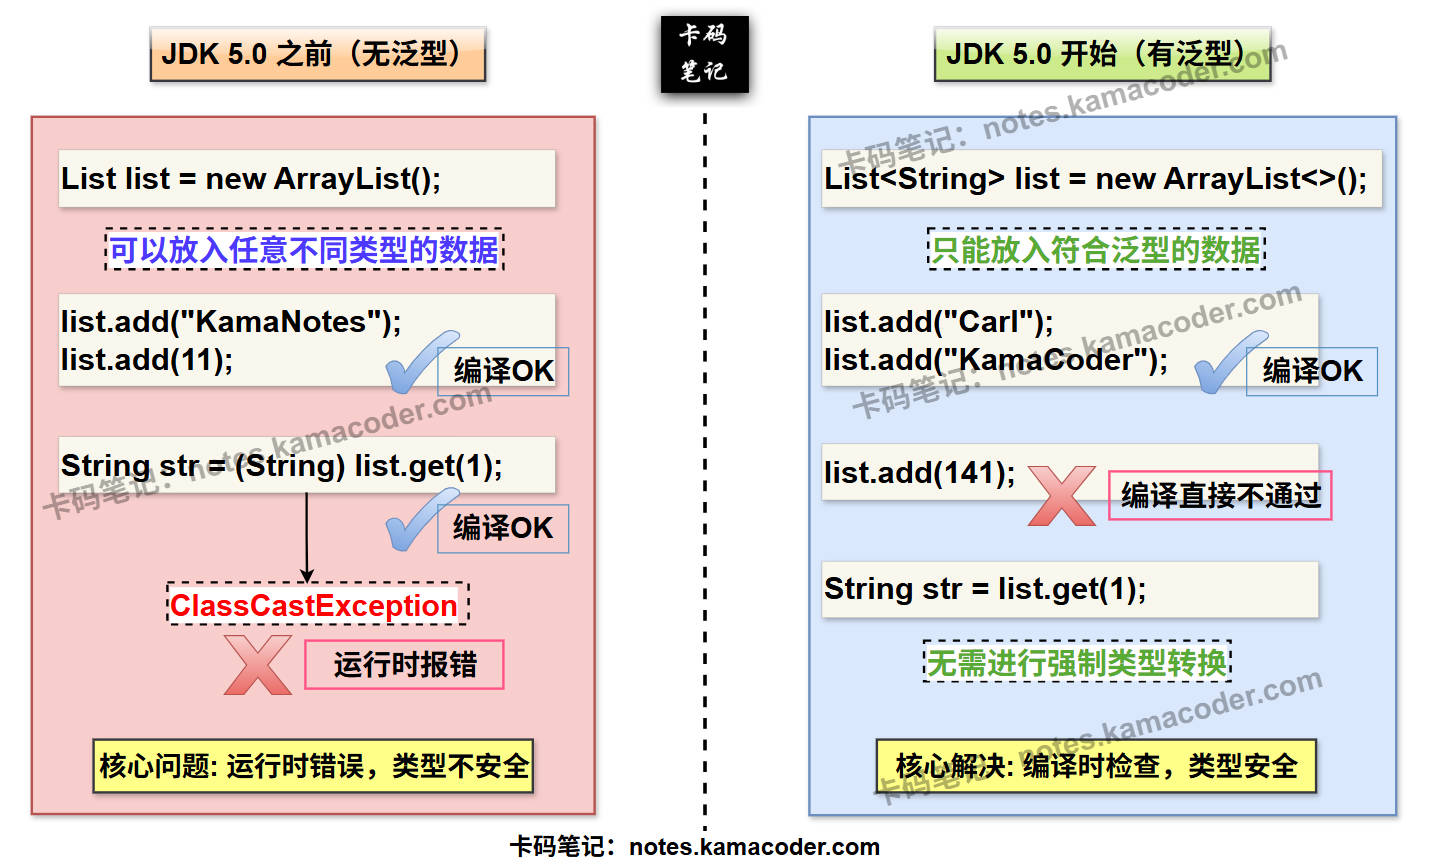 JDK 5.0 之前（无泛型）
卡码
笔记
JDK 5.0 开始（有泛型）
List list = new ArrayList();
可以放入任意不同类型的数据
list.add("KamaNotes");
list.add(11);
编译OK
String str = (String) list.get(1);
编译OK
ClassCastException
运行时报错
核心问题: 运行时错误，类型不安全
卡码笔记：notes.kamacoder.com
卡码笔记：notes.kamacoder.com
List<String> list = new ArrayList<>();
只能放入符合泛型的数据
list.add("Carl");
list.add("KamaCoder");
编译OK
卡码笔记：notes.kamacoder.com
list.add(141);
编译直接不通过
String str = list.get(1);
无需进行强制类型转换
核心解决: 编译时检查，类型安全
卡码笔记：notes.kamacoder.com
卡码笔记：notes.kamacoder.com